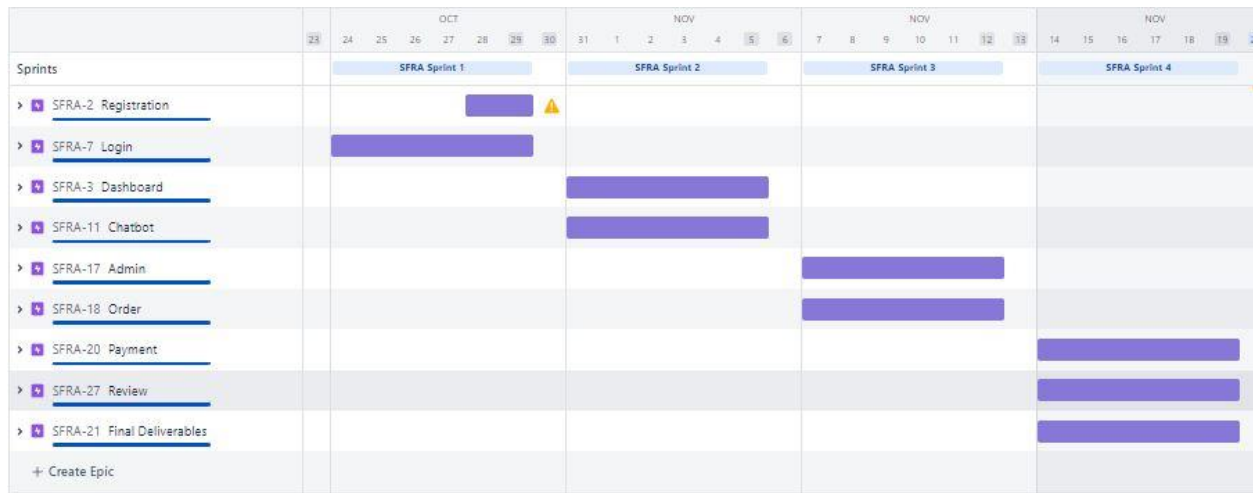 OCT NOV NOV NOV
23 24 25 26 27 28 29 30 31 1 2 3 4 5 6 7 8 9 10 11 12 13 14 15 16 17 18 19
Sprints SFRA Sprint 1 SFRA Sprint 2 SFRA Sprint 3 SFRA Sprint 4
SFRA-2 Registration
SFRA-7 Login
SFRA-3 Dashboard
SFRA-11 Chatbot
SFRA-17 Admin
SFRA-18 Order
SFRA-20 Payment
SFRA-27 Review
SFRA-21 Final Deliverables
+ Create Epic